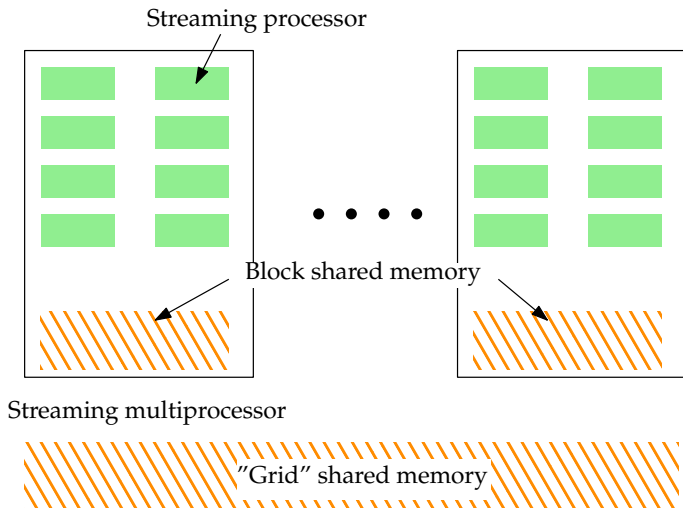 Streaming processor
Block shared memory
Streaming multiprocessor
”Grid” shared memory